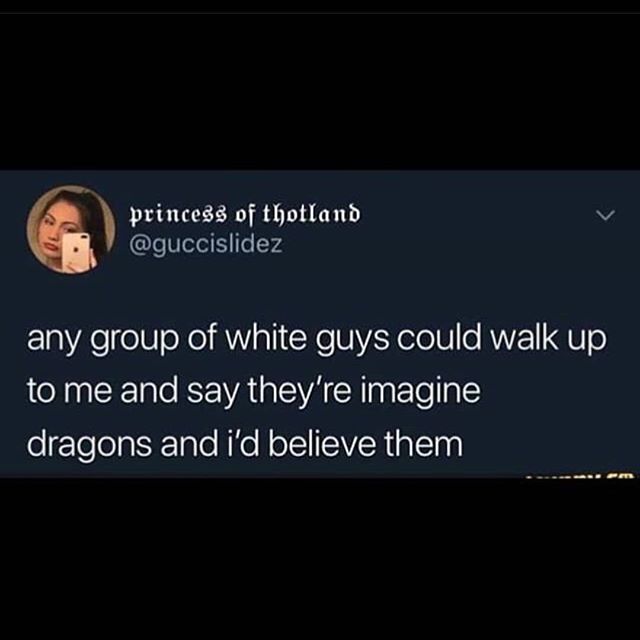 princess of thotland
@guccislidez
any group of white guys could walk up
to me and say they're imagine
dragons and i'd believe them